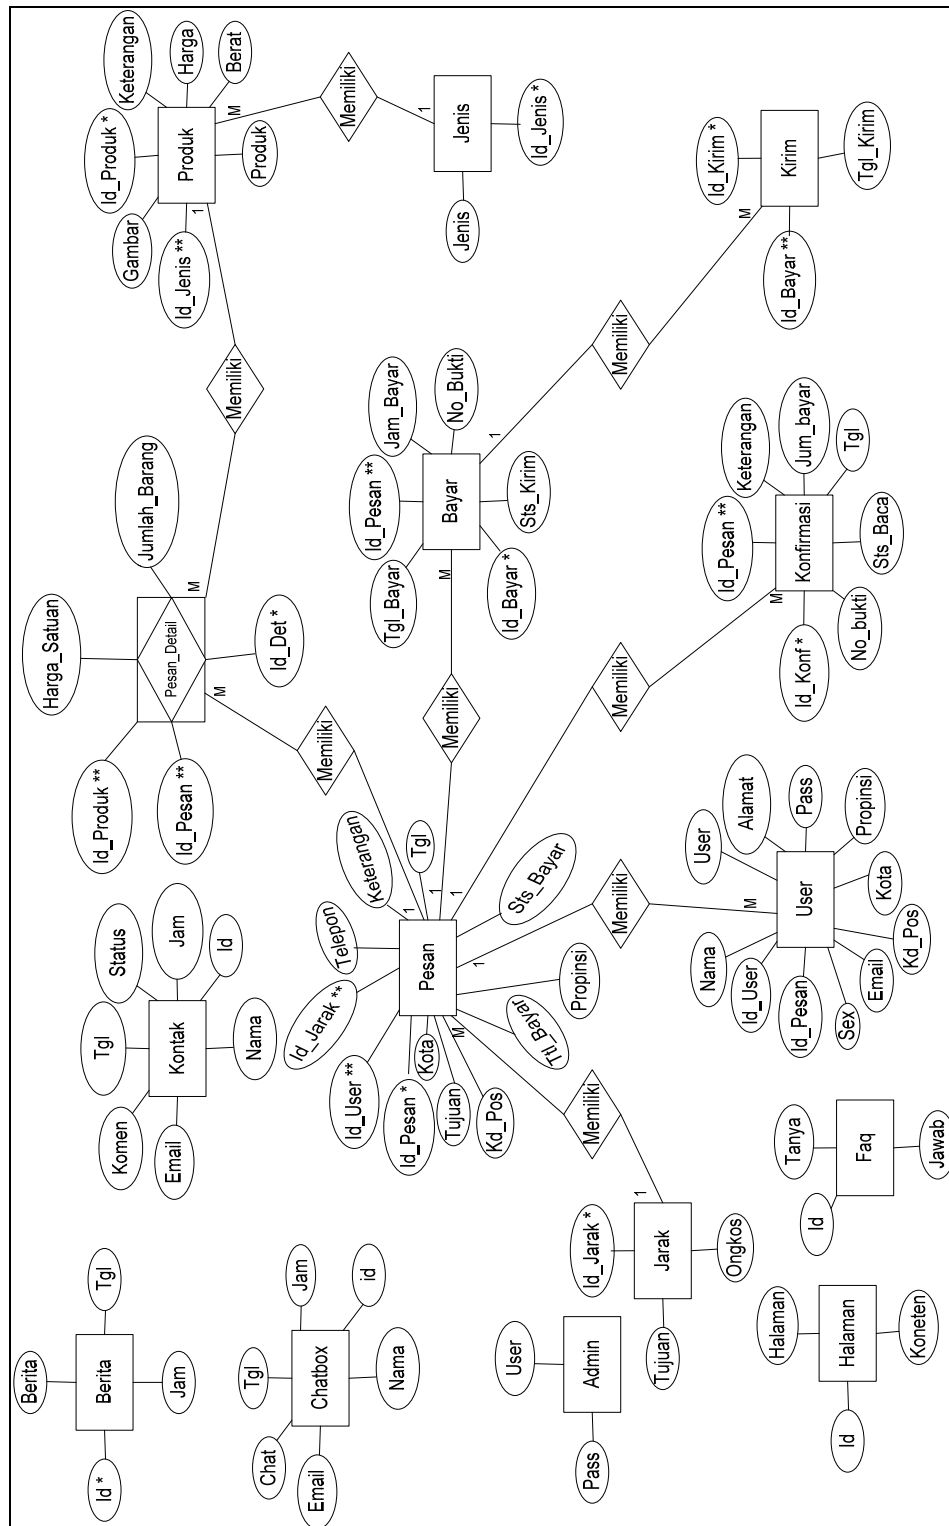 Berita
Id *
Berita
Tgl
Jam
Komen
Tgl
Status
Jam
Id
Kontak
Email
Nama
Harga_Satuan
Jumlah_Barang
Id_Produk **
Pesan_Detail
Id_Pesan **
Id_Det *
M
M
Memiliki
Gambar
Id_Produk *
Keterangan
Harga
Berat
Produk
Id_Jenis **
Produk
1
M
Memiliki
1
Jenis
Jenis
Id_Jenis *
Chat
Tgl
Jam
id
Chatbox
Email
Nama
Memiliki
Id_User **
Id_Jarak **
Telepon
Keterangan
Tgl
Pesan
Id_Pesan *
Kota
Tujuan
Kd_Pos
Ttl_Bayar
Propinsi
Sts_Bayar
1
1
1
1
M
Memiliki
M
Tgl_Bayar
Id_Pesan **
Jam_Bayar
No_Bukti
Bayar
Id_Bayar *
Sts_Kirim
1
Memiliki
M
Id_Kirim *
Kirim
Id_Bayar **
Tgl_Kirim
User
Admin
Pass
Memiliki
1
Id_Jarak *
Jarak
Tujuan
Ongkos
Memiliki
M
Nama
User
Alamat
Pass
Propinsi
Id_User
User
Id_Pesan
Sex
Email
Kd_Pos
Kota
Memiliki
M
Id_Pesan **
Keterangan
Jum_bayar
Tgl
Konfirmasi
Id_Konf *
No_bukti
Sts_Baca
Halaman
Halaman
Id
Koneten
Id
Tanya
Faq
Jawab